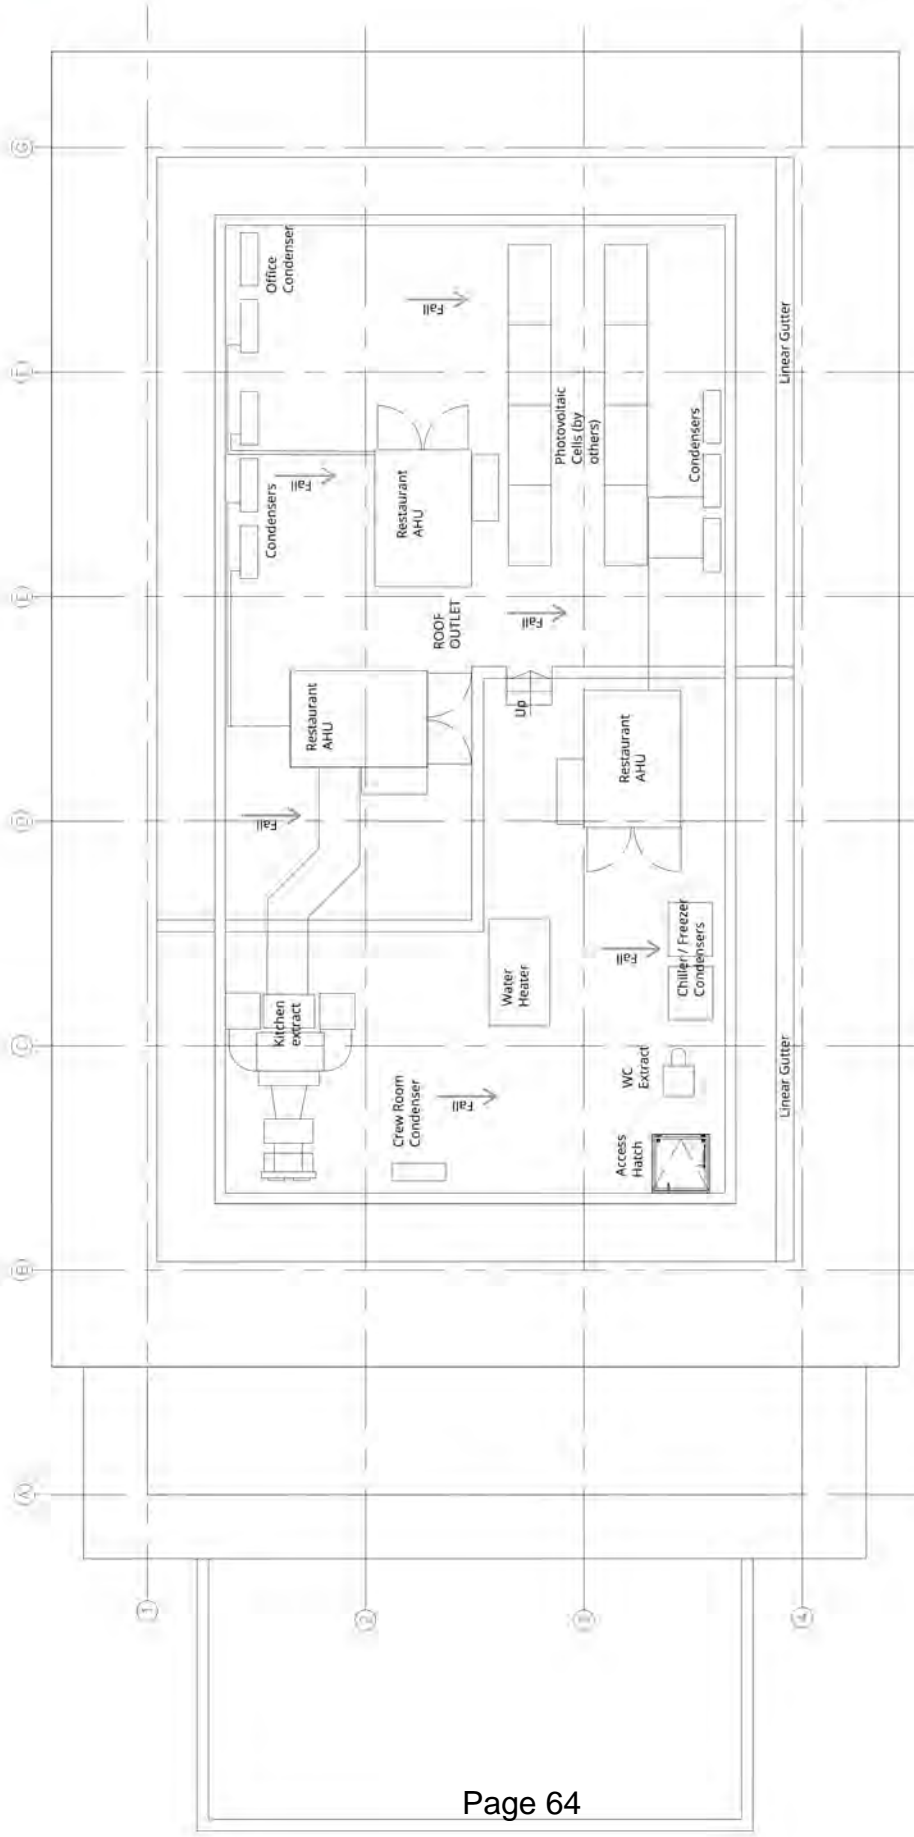 G
F
E
D
C
B
A
1
2
3
4
Office
Condenser
Fall
Condensers
Fall
Restaurant
AHU
Photovoltaic
Cells (by
others)
Condensers
Linear Gutter
ROOF
OUTLET
Fall
Restaurant
AHU
Up
Restaurant
AHU
Fall
Kitchen
extract
Water
Heater
Fall
Chiller / Freezer
Condensers
Crew Room
Condenser
Fall
WC
Extract
Access
Hatch
Linear Gutter
Page 64